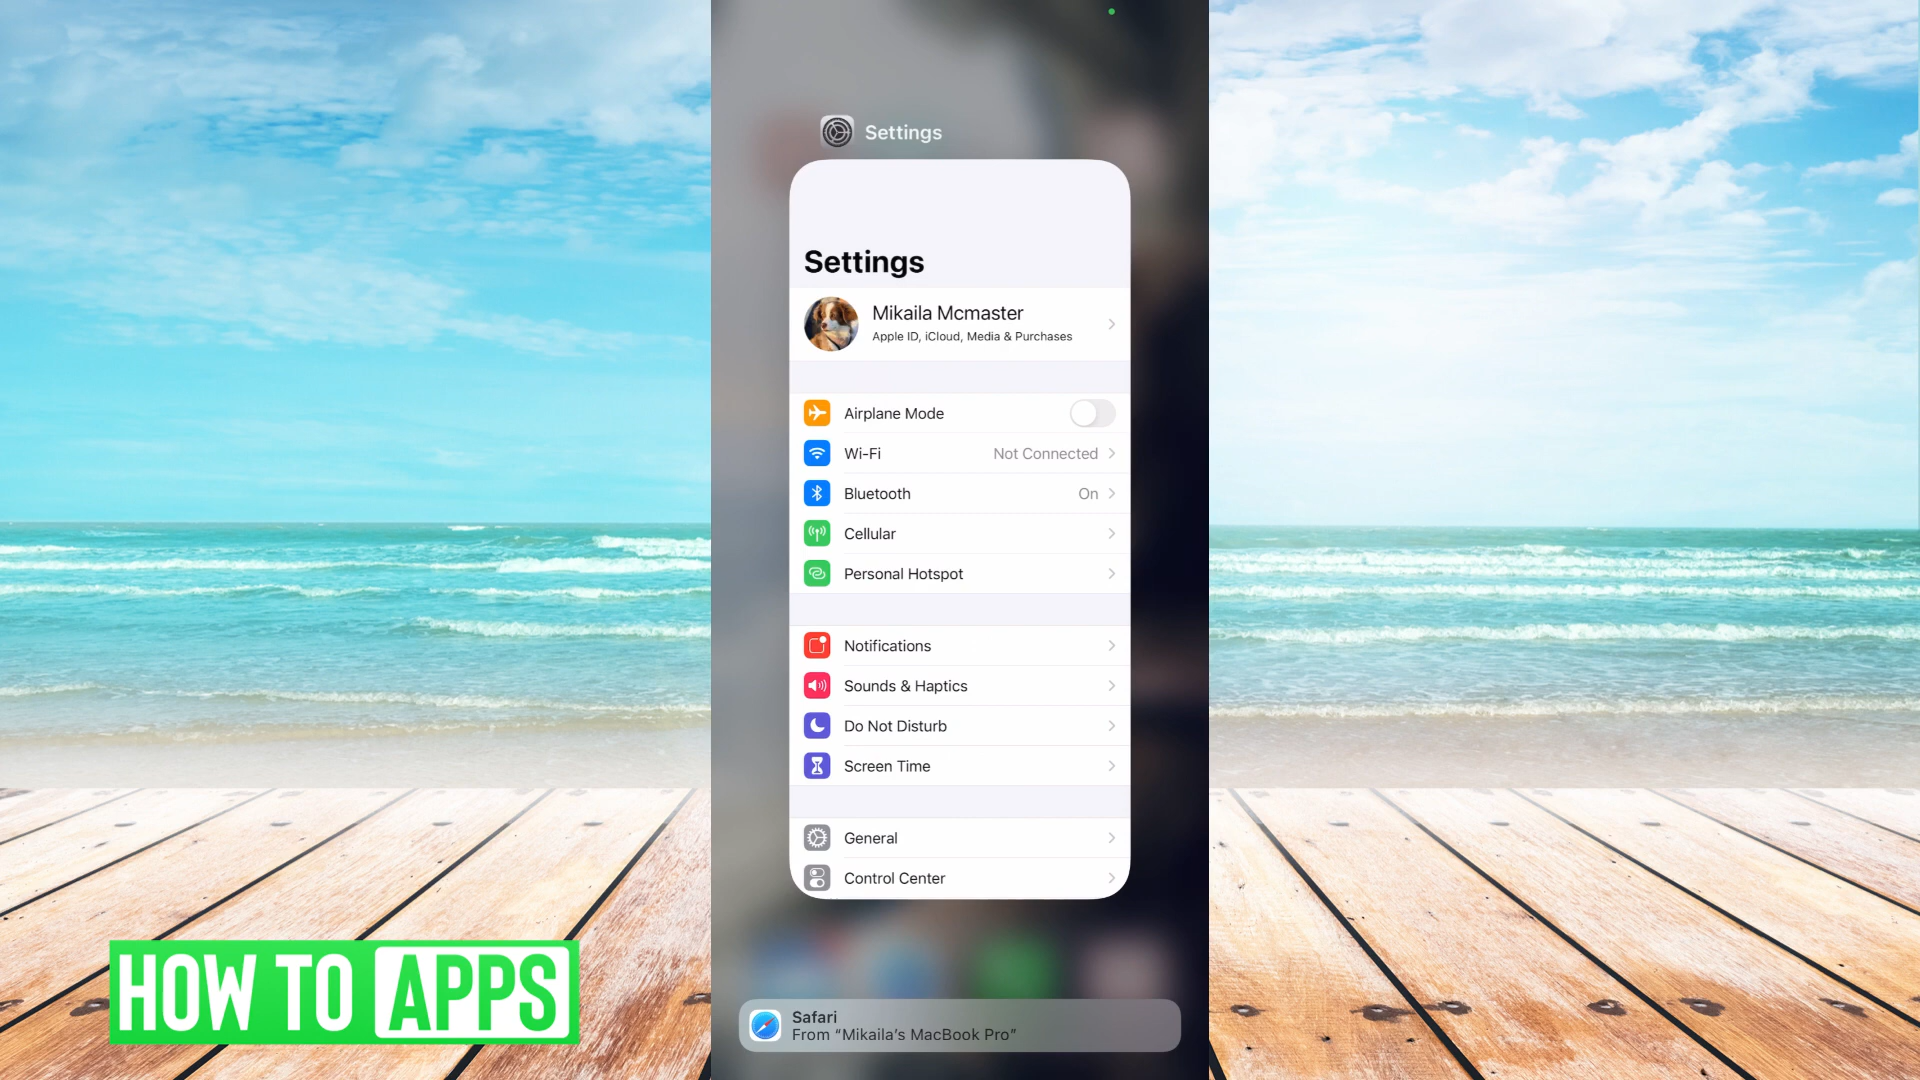 Settings
Settings
Mikaila Mcmaster
Apple ID, iCloud, Media & Purchases
Airplane Mode
Wi-Fi Not Connected
Bluetooth On
Cellular
Personal Hotspot
Notifications
Sounds & Haptics
Do Not Disturb
Screen Time
General
Control Center
HOW TO APPS
Safari
From “Mikaila’s MacBook Pro”